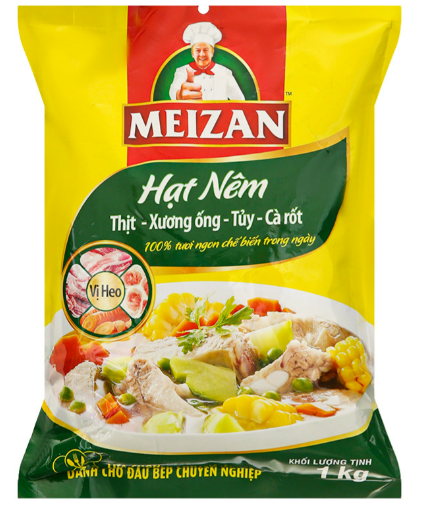 MEIZAN
TM
Hạt Nêm
Thịt - Xương ống - Tủy - Cà rốt
100% tươi ngon chế biến trong ngày
Vị Heo
DÀNH CHO ĐẦU BẾP CHUYÊN NGHIỆP
KHỐI LƯỢNG TỊNH
1 kg